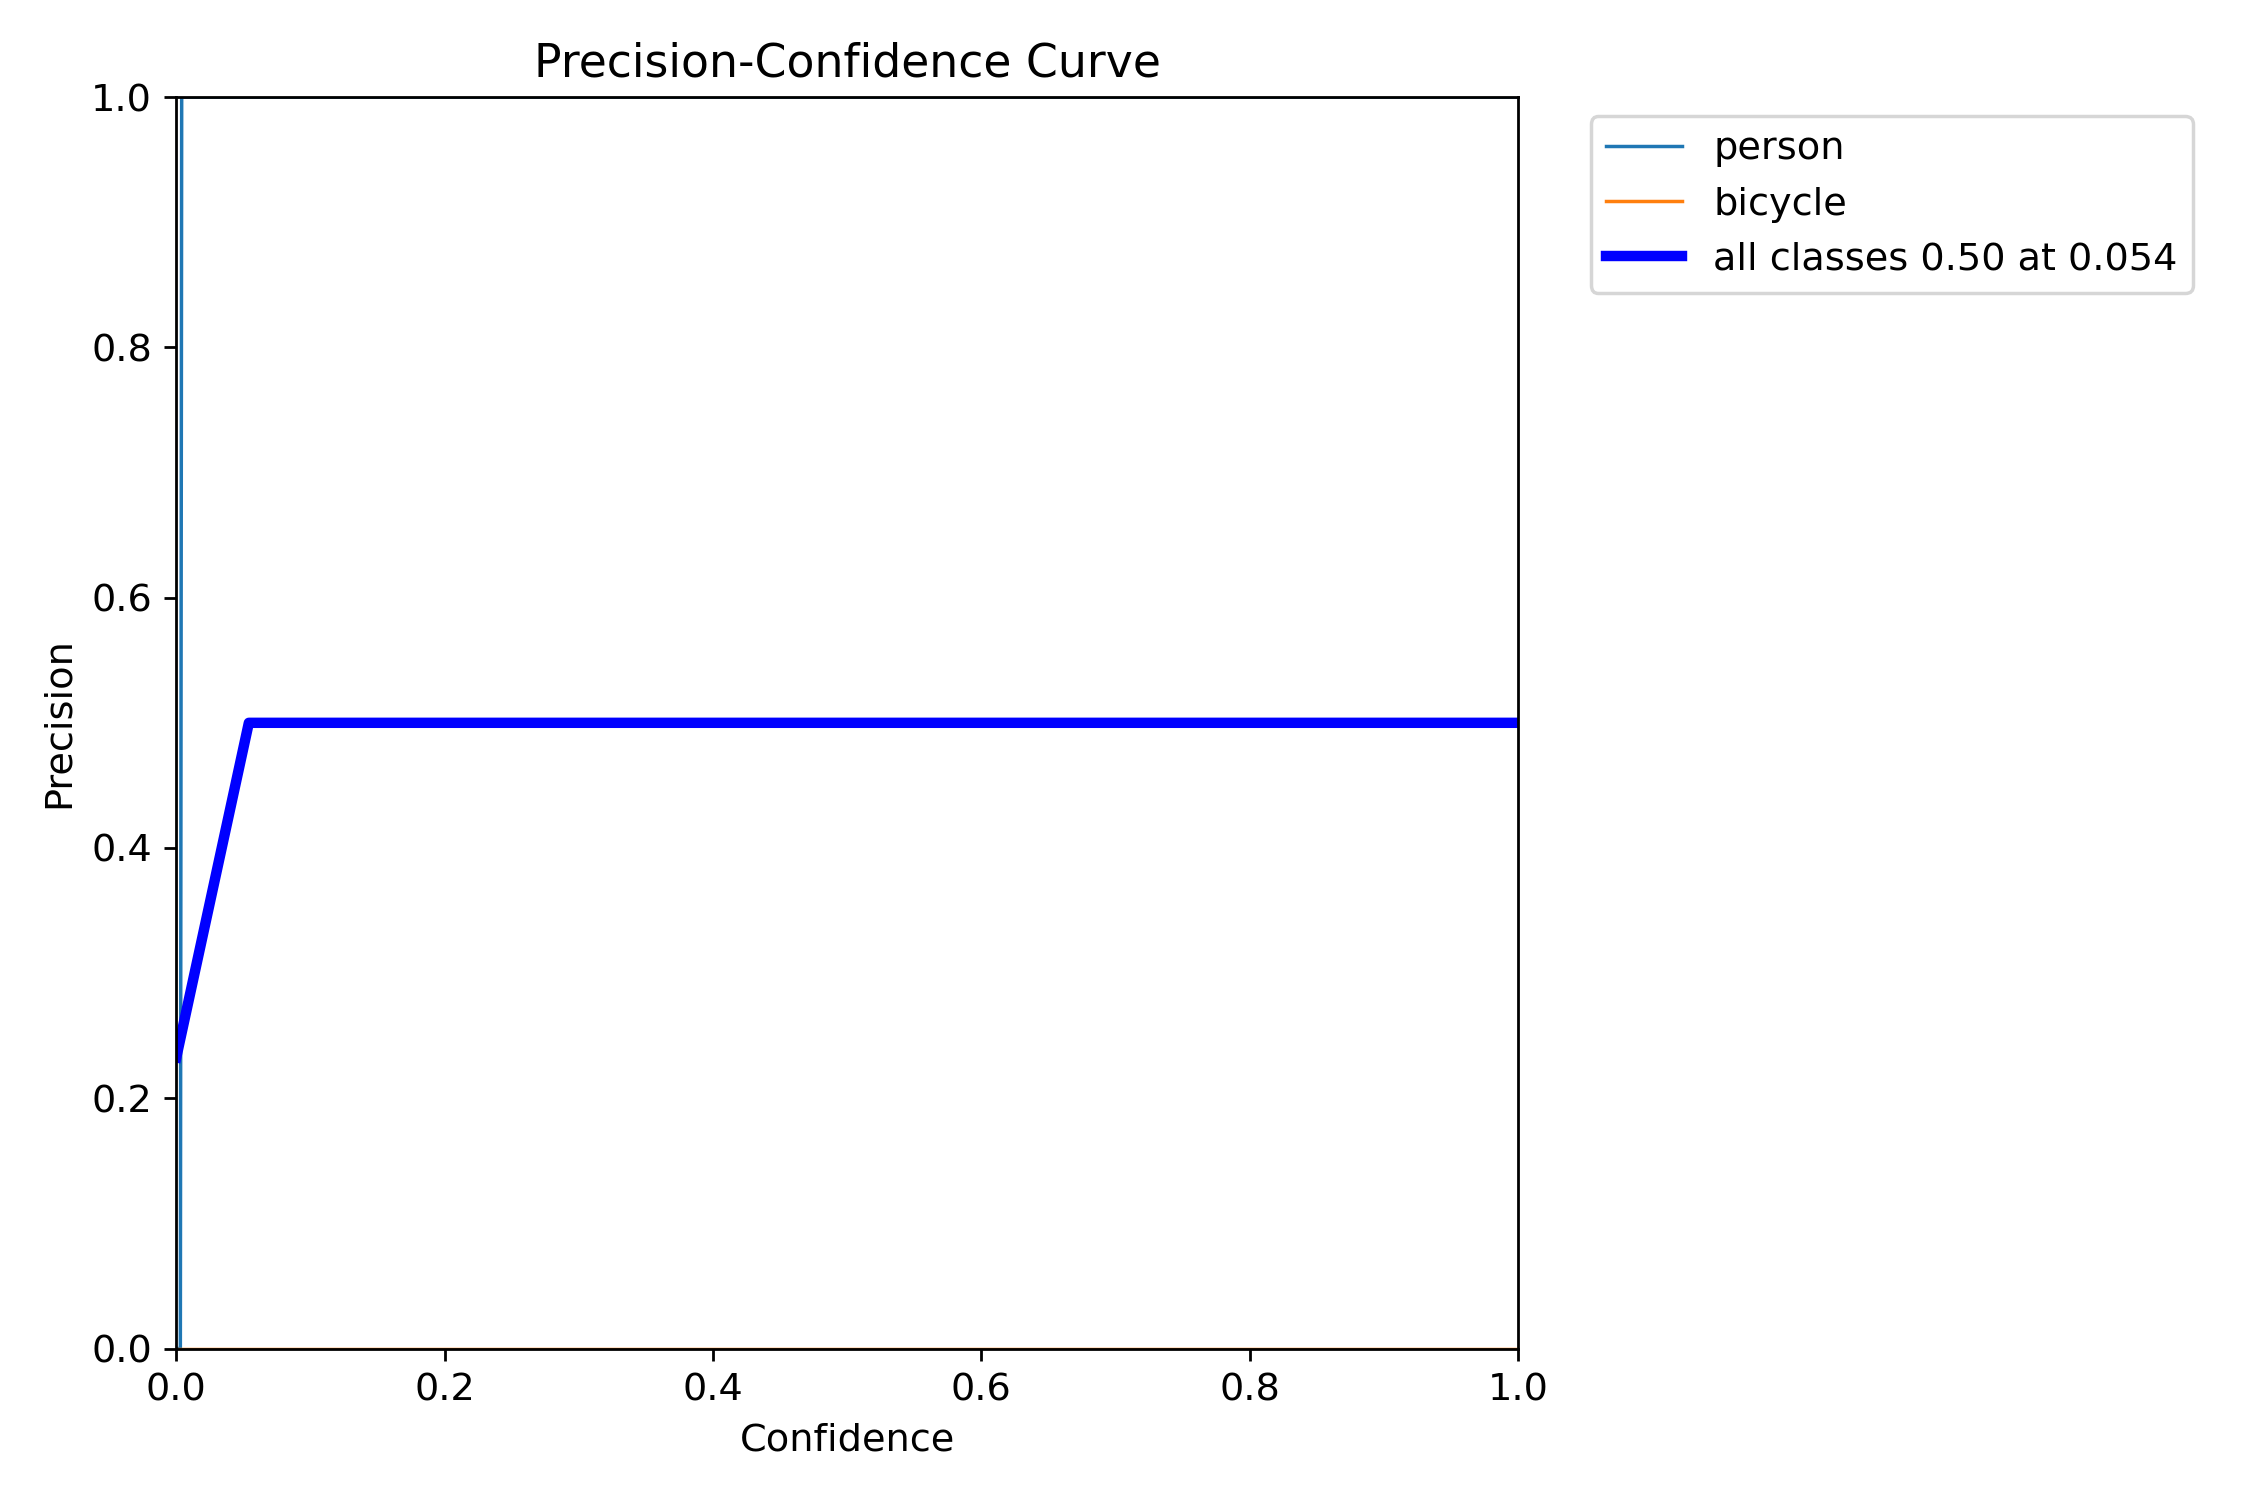 Precision-Confidence Curve
1.0
0.8
0.6
0.4
0.2
0.0
Precision
0.0 0.2 0.4 0.6 0.8 1.0
Confidence
person
bicycle
all classes 0.50 at 0.054